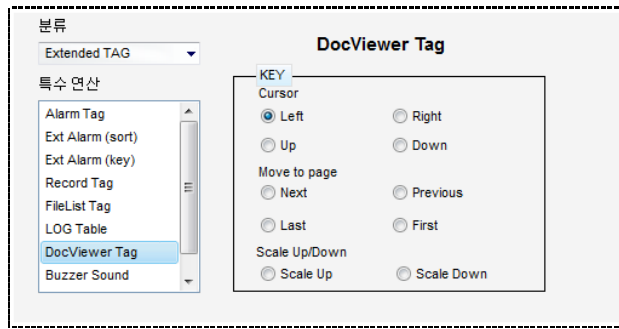 분류
Extended TAG
특수 연산
Alarm Tag
Ext Alarm (sort)
Ext Alarm (key)
Record Tag
FileList Tag
LOG Table
DocViewer Tag
Buzzer Sound
DocViewer Tag
KEY
Cursor
Left Right
Up Down
Move to page
Next Previous
Last First
Scale Up/Down
Scale Up Scale Down